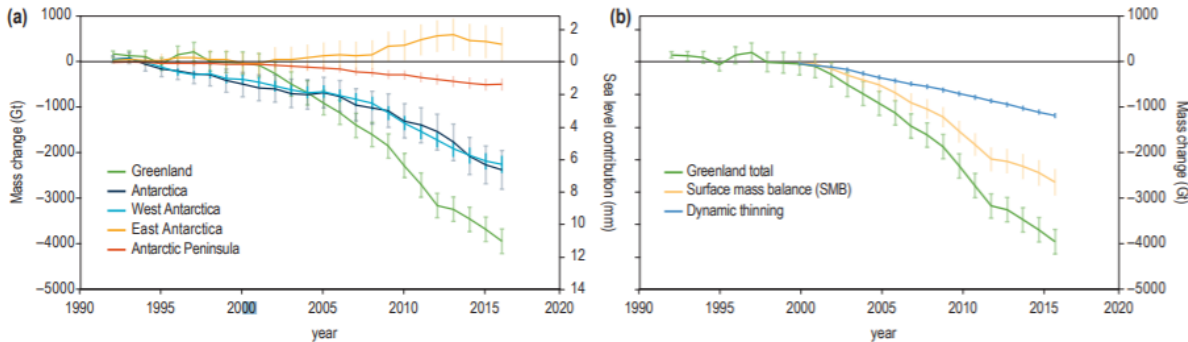 (a)
1000
0
−1000
−2000
−3000
−4000
−5000
Mass change (Gt)
Greenland
Antarctica
West Antarctica
East Antarctica
Antarctic Peninsula
1990
1995
2000
2005
2010
2015
2020
year
2
0
2
4
6
8
10
12
14
Sea level contribution (mm)
(b)
Greenland total
Surface mass balance (SMB)
Dynamic thinning
1990
1995
2000
2005
2010
2015
2020
year
1000
0
−1000
−2000
−3000
−4000
−5000
Mass change (Gt)